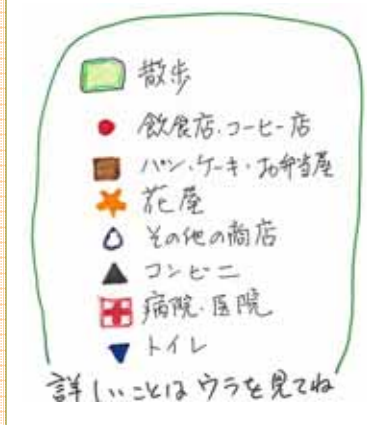 散歩
飲食店・コーヒー店
パン・ケーキ・お弁当屋
花屋
その他の商店
コンビニ
病院・医院
トイレ
詳しいことはウラを見てね